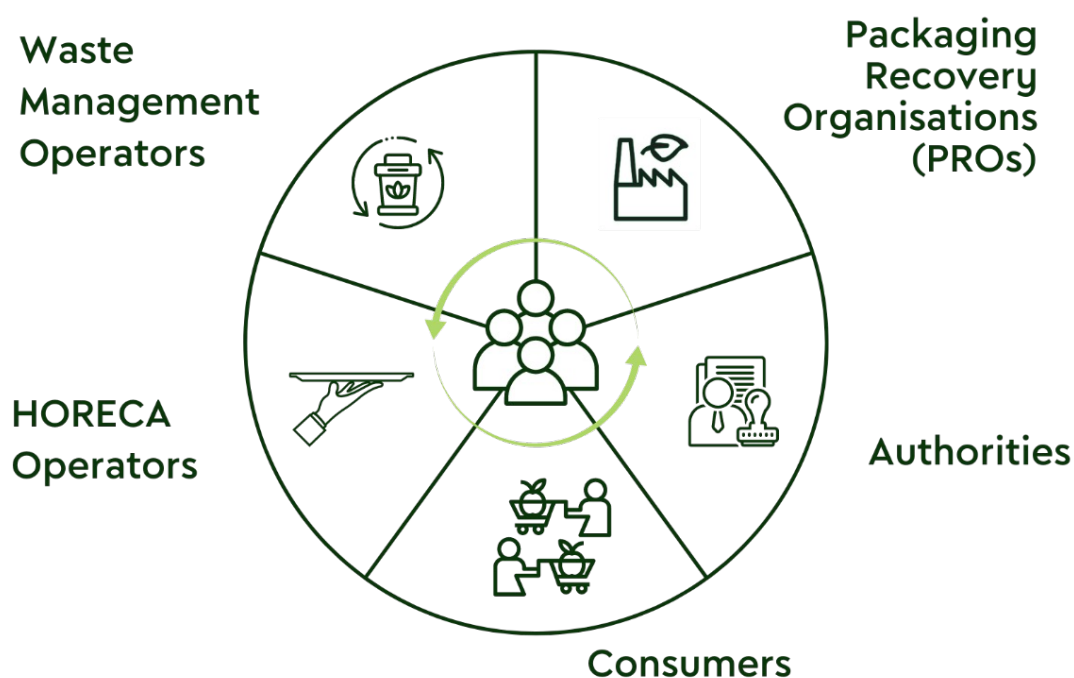 Waste
Management
Operators
Packaging
Recovery
Organisations
(PROs)
HORECA
Operators
Authorities
Consumers